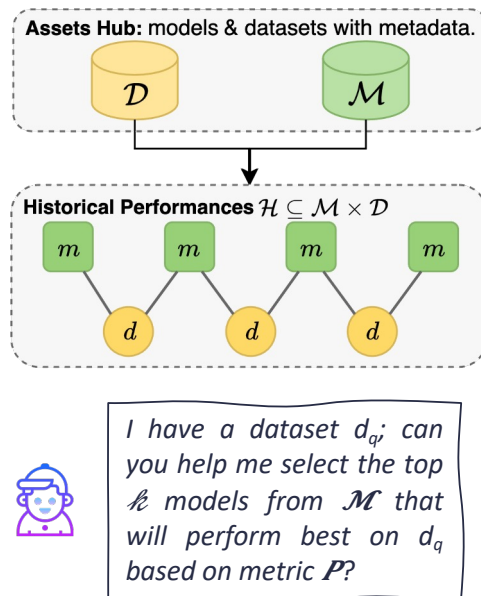 Assets Hub: models & datasets with metadata.
𝒟 ℳ
Historical Performances ℋ ⊆ ℳ × 𝒟
m m m m
d d d
I have a dataset d_q; can
you help me select the top
𝓀 models from ℳ that
will perform best on d_q
based on metric P?